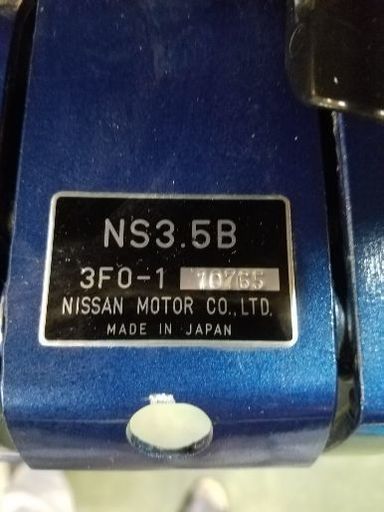 NS3.5B
3F0-1 70765
NISSAN MOTOR CO.,LTD.
MADE IN JAPAN